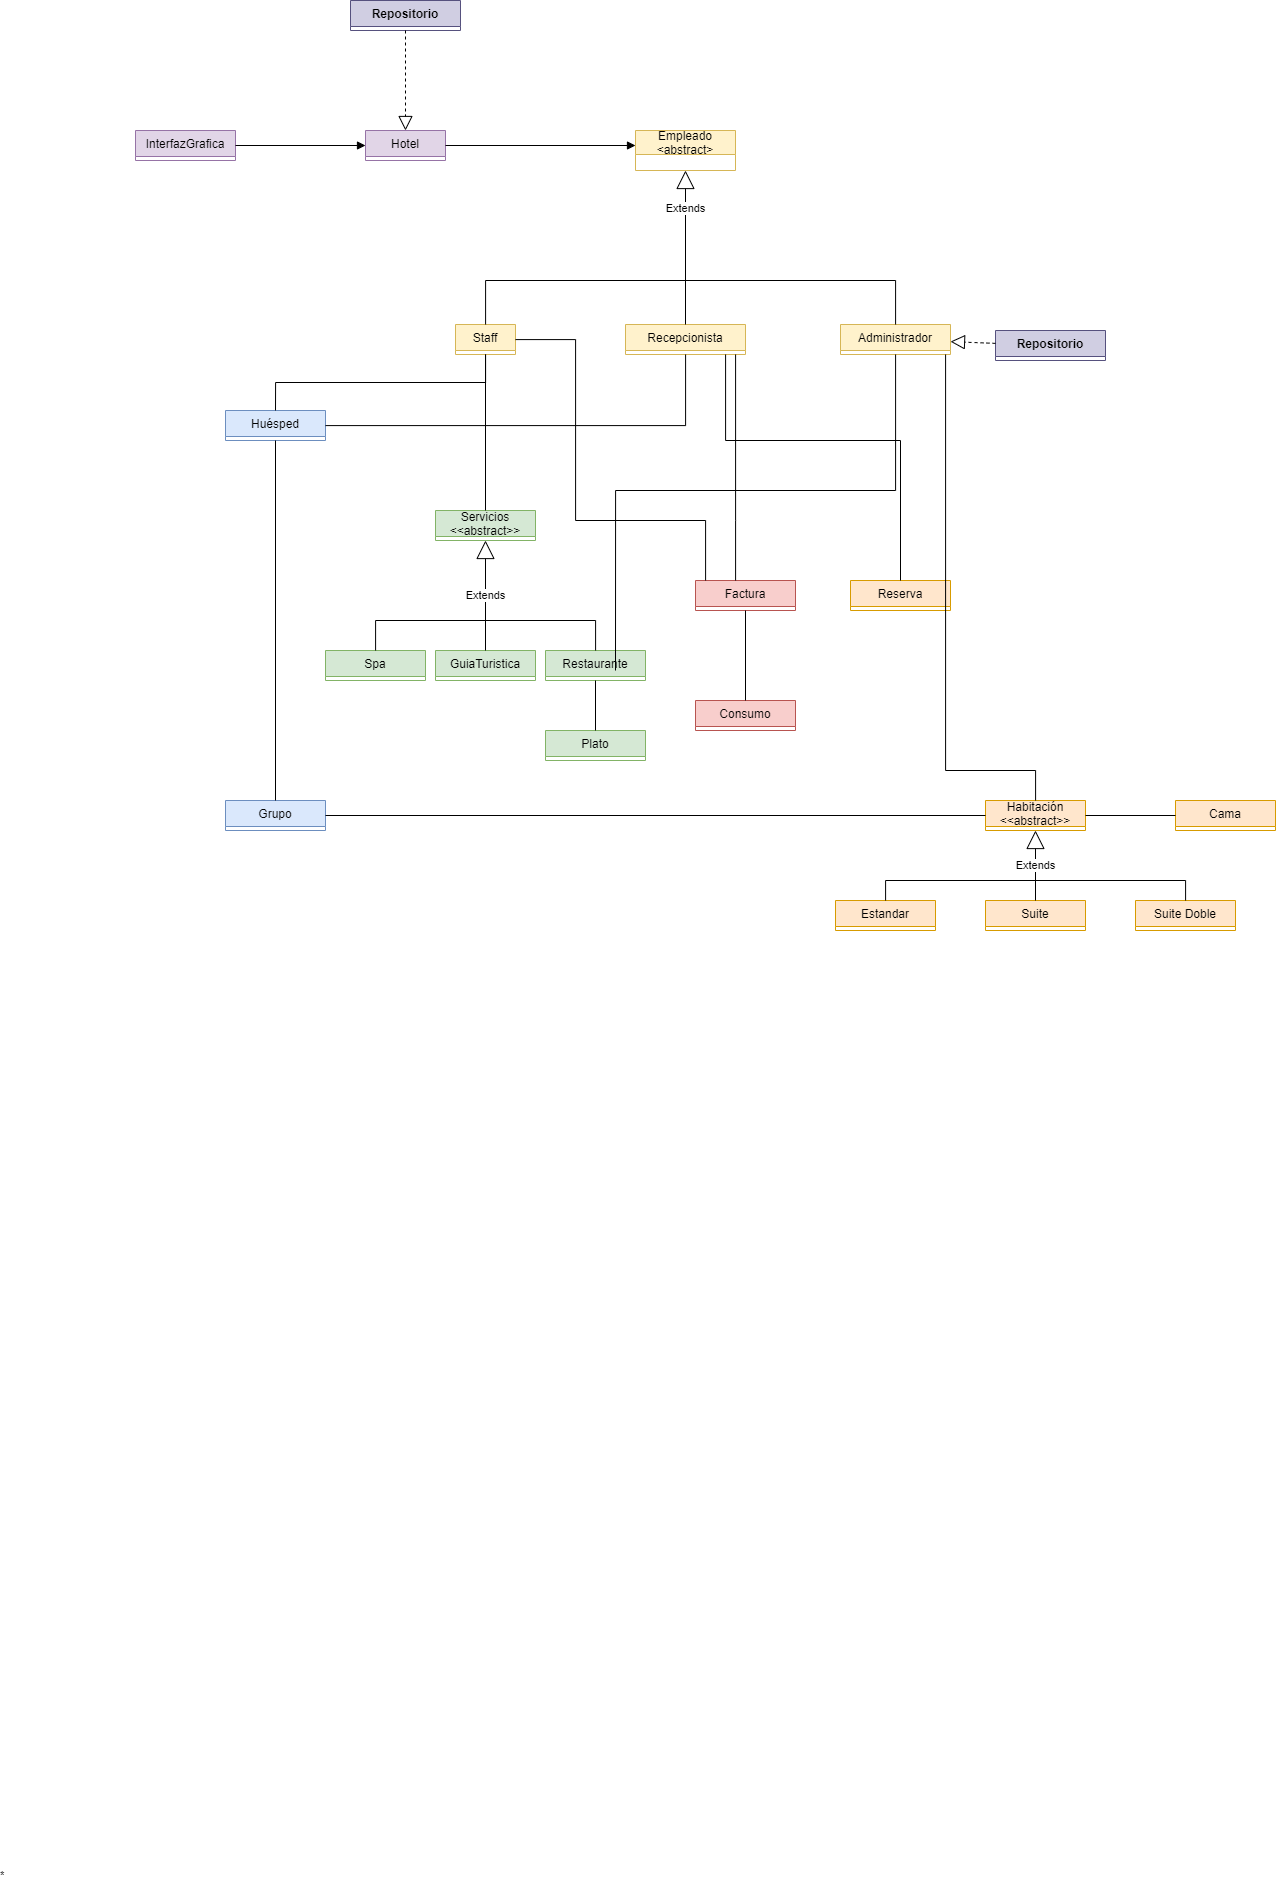 Repositorio
InterfazGrafica
Hotel
Empleado
<abstract>
Extends
Staff
Recepcionista
Administrador
Repositorio
Huésped
Servicios
<<abstract>>
Extends
Factura
Reserva
Spa
GuiaTuristica
Restaurante
Consumo
Plato
Grupo
Habitación
<<abstract>>
Cama
Extends
Estandar
Suite
Suite Doble
*